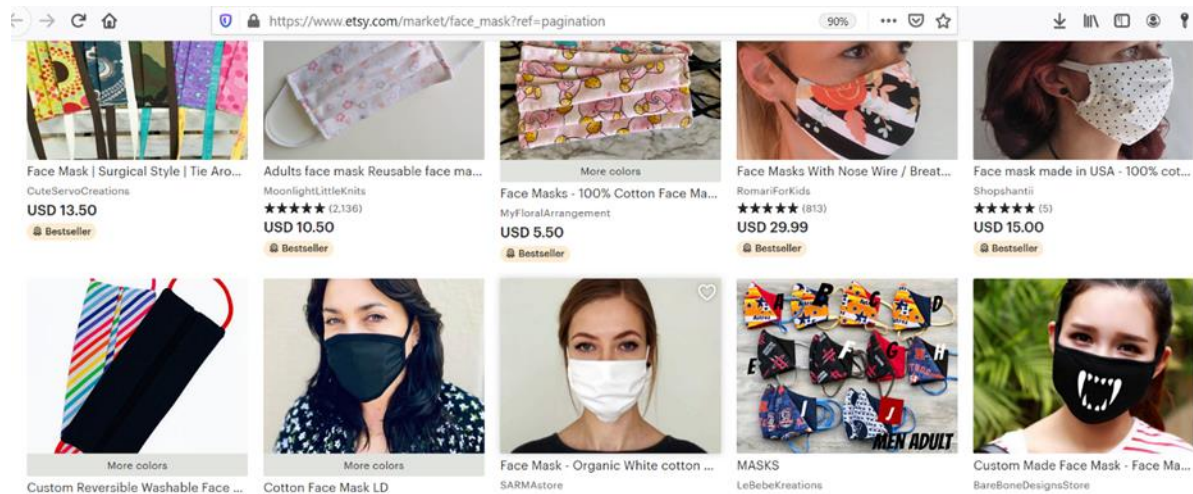 https://www.etsy.com/market/face_mask?ref=pagination
90%
Face Mask | Surgical Style | Tie Aro...
CuteServoCreations
USD 13.50
Bestseller
Adults face mask Reusable face ma...
MoonlightLittleKnits
(2,136)
USD 10.50
Bestseller
More colors
Face Masks - 100% Cotton Face Ma...
MyFloralArrangement
USD 5.50
Bestseller
Face Masks With Nose Wire / Breat...
RomariForKids
(813)
USD 29.99
Bestseller
Face mask made in USA - 100% cot...
Shopshantii
(5)
USD 15.00
Bestseller
More colors
Custom Reversible Washable Face ...
More colors
Cotton Face Mask LD
Face Mask - Organic White cotton ...
SARMAstore
A B G D
E F G H
I J
MEN ADULT
MASKS
LeBebeKreations
Custom Made Face Mask - Face Ma...
BareBoneDesignsStore